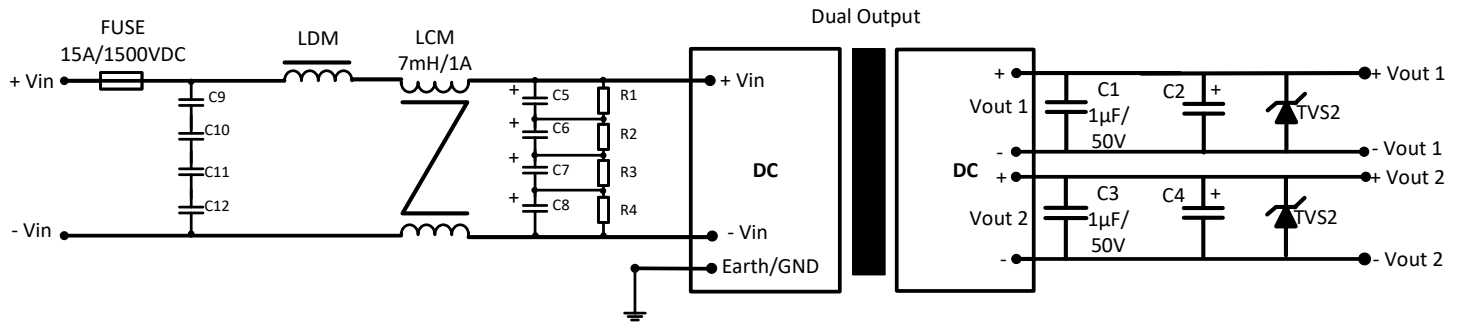 Dual Output
FUSE
15A/1500VDC
LDM
LCM
7mH/1A
+ Vin
C9
C10
C11
C12
- Vin
+
C5
R1
+
C6
R2
+
C7
R3
+
C8
R4
+ Vin
DC
- Vin
Earth/GND
+
Vout 1
-
DC
+
Vout 2
-
C1
1µF/
50V
C2
+
TVS2
+ Vout 1
- Vout 1
+ Vout 2
C3
1µF/
50V
C4
+
TVS2
- Vout 2